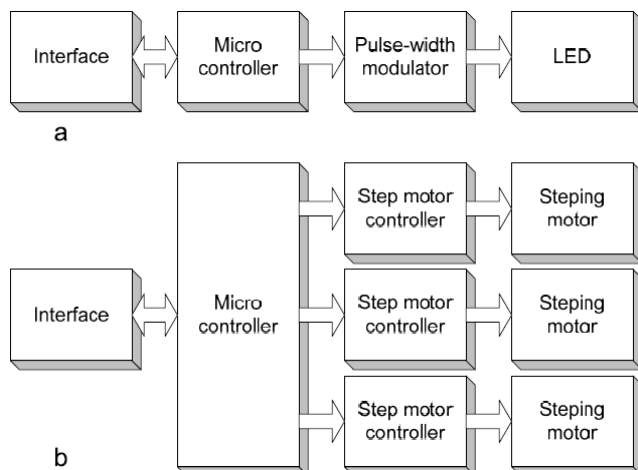 Interface
Micro
controller
Pulse-width
modulator
LED
a
Step motor
controller
Steping
motor
Interface
Micro
controller
Step motor
controller
Steping
motor
Step motor
controller
Steping
motor
b